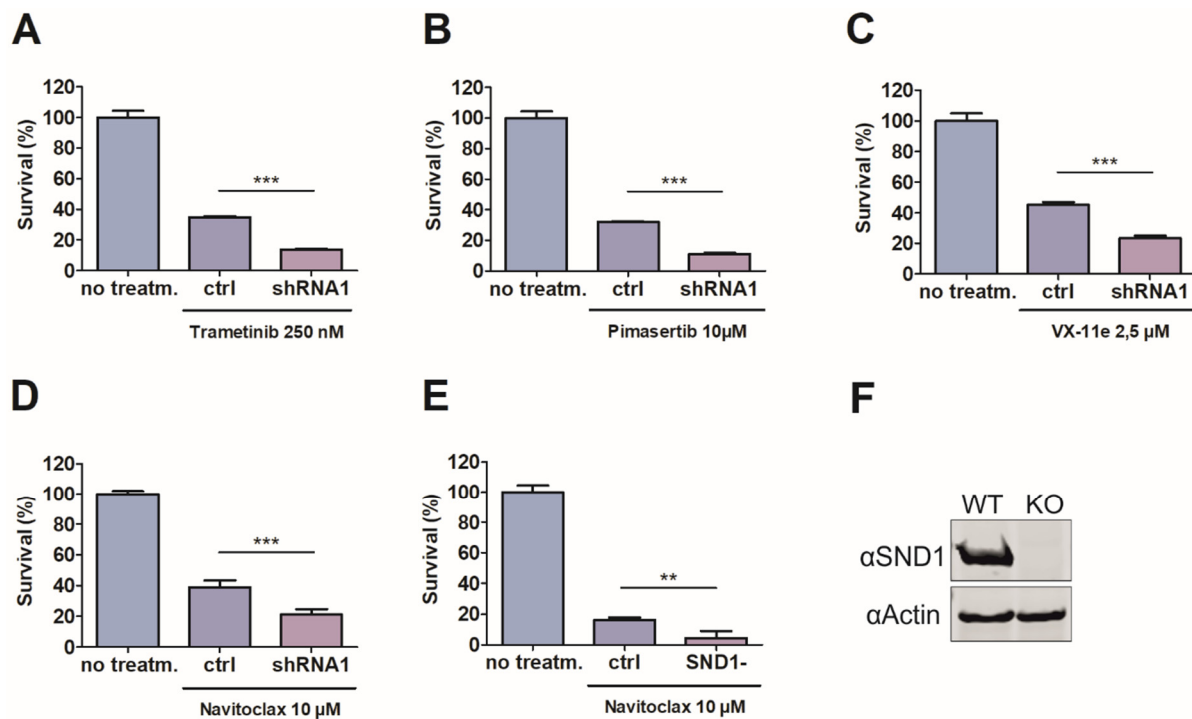 A
Survival (%)
120
100
80
60
40
20
0
***
no treatm. ctrl shRNA1
Trametinib 250 nM
B
Survival (%)
120
100
80
60
40
20
0
***
no treatm. ctrl shRNA1
Pimasertib 10µM
C
Survival (%)
120
100
80
60
40
20
0
***
no treatm. ctrl shRNA1
VX-11e 2,5 µM
D
Survival (%)
120
100
80
60
40
20
0
***
no treatm. ctrl shRNA1
Navitoclax 10 µM
E
Survival (%)
120
100
80
60
40
20
0
**
no treatm. ctrl SND1-
Navitoclax 10 µM
F
WT KO
αSND1
αActin